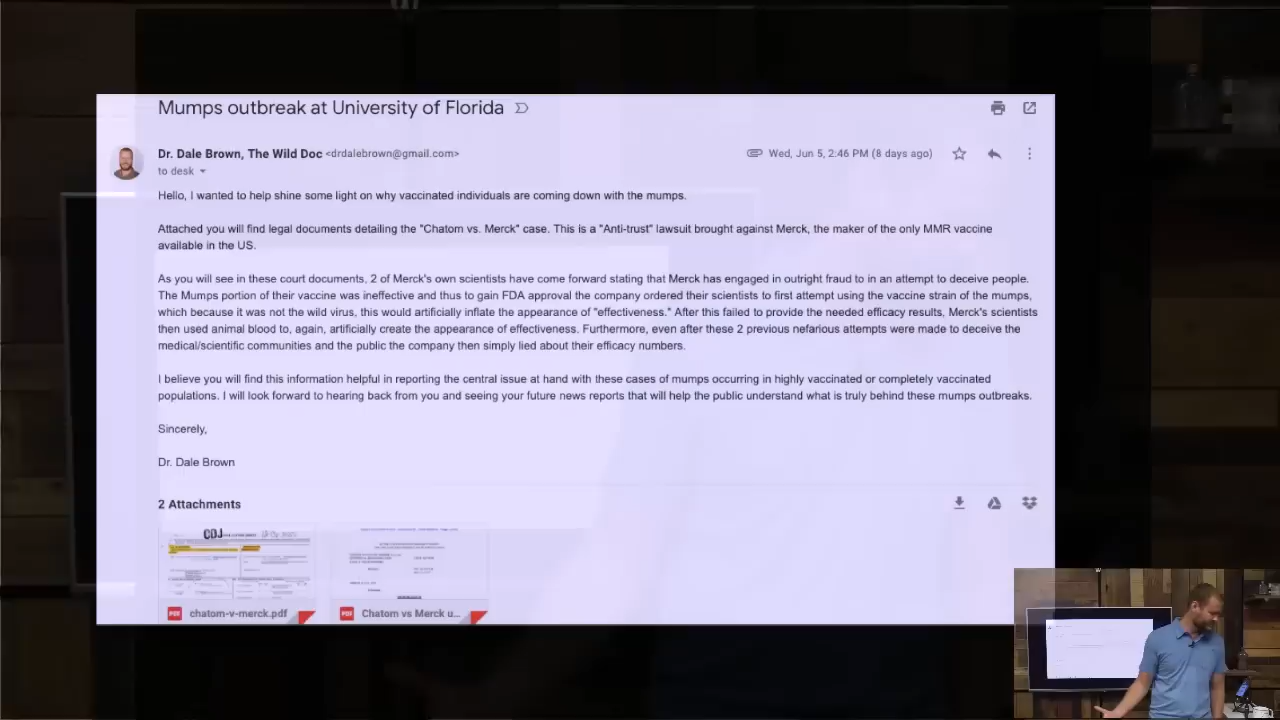 Mumps outbreak at University of Florida
Dr. Dale Brown, The Wild Doc <drdalebrown@gmail.com>
Wed, Jun 5, 2:46 PM (8 days ago)
to desk
Hello, I wanted to help shine some light on why vaccinated individuals are coming down with the mumps.
Attached you will find legal documents detailing the "Chatom vs. Merck" case. This is a "Anti-trust" lawsuit brought against Merck, the maker of the only MMR vaccine
available in the US.
As you will see in these court documents, 2 of Merck's own scientists have come forward stating that Merck has engaged in outright fraud to in an attempt to deceive people.
The Mumps portion of their vaccine was ineffective and thus to gain FDA approval the company ordered their scientists to first attempt using the vaccine strain of the mumps,
which because it was not the wild virus, this would artificially inflate the appearance of "effectiveness." After this failed to provide the needed efficacy results, Merck's scientists
then used animal blood to, again, artificially create the appearance of effectiveness. Furthermore, even after these 2 previous nefarious attempts were made to deceive the
medical/scientific communities and the public the company then simply lied about their efficacy numbers.
I believe you will find this information helpful in reporting the central issue at hand with these cases of mumps occurring in highly vaccinated or completely vaccinated
populations. I will look forward to hearing back from you and seeing your future news reports that will help the public understand what is truly behind these mumps outbreaks.
Sincerely,
Dr. Dale Brown
2 Attachments
CDJ
PDF chatom-v-merck.pdf
PDF Chatom vs Merck u...